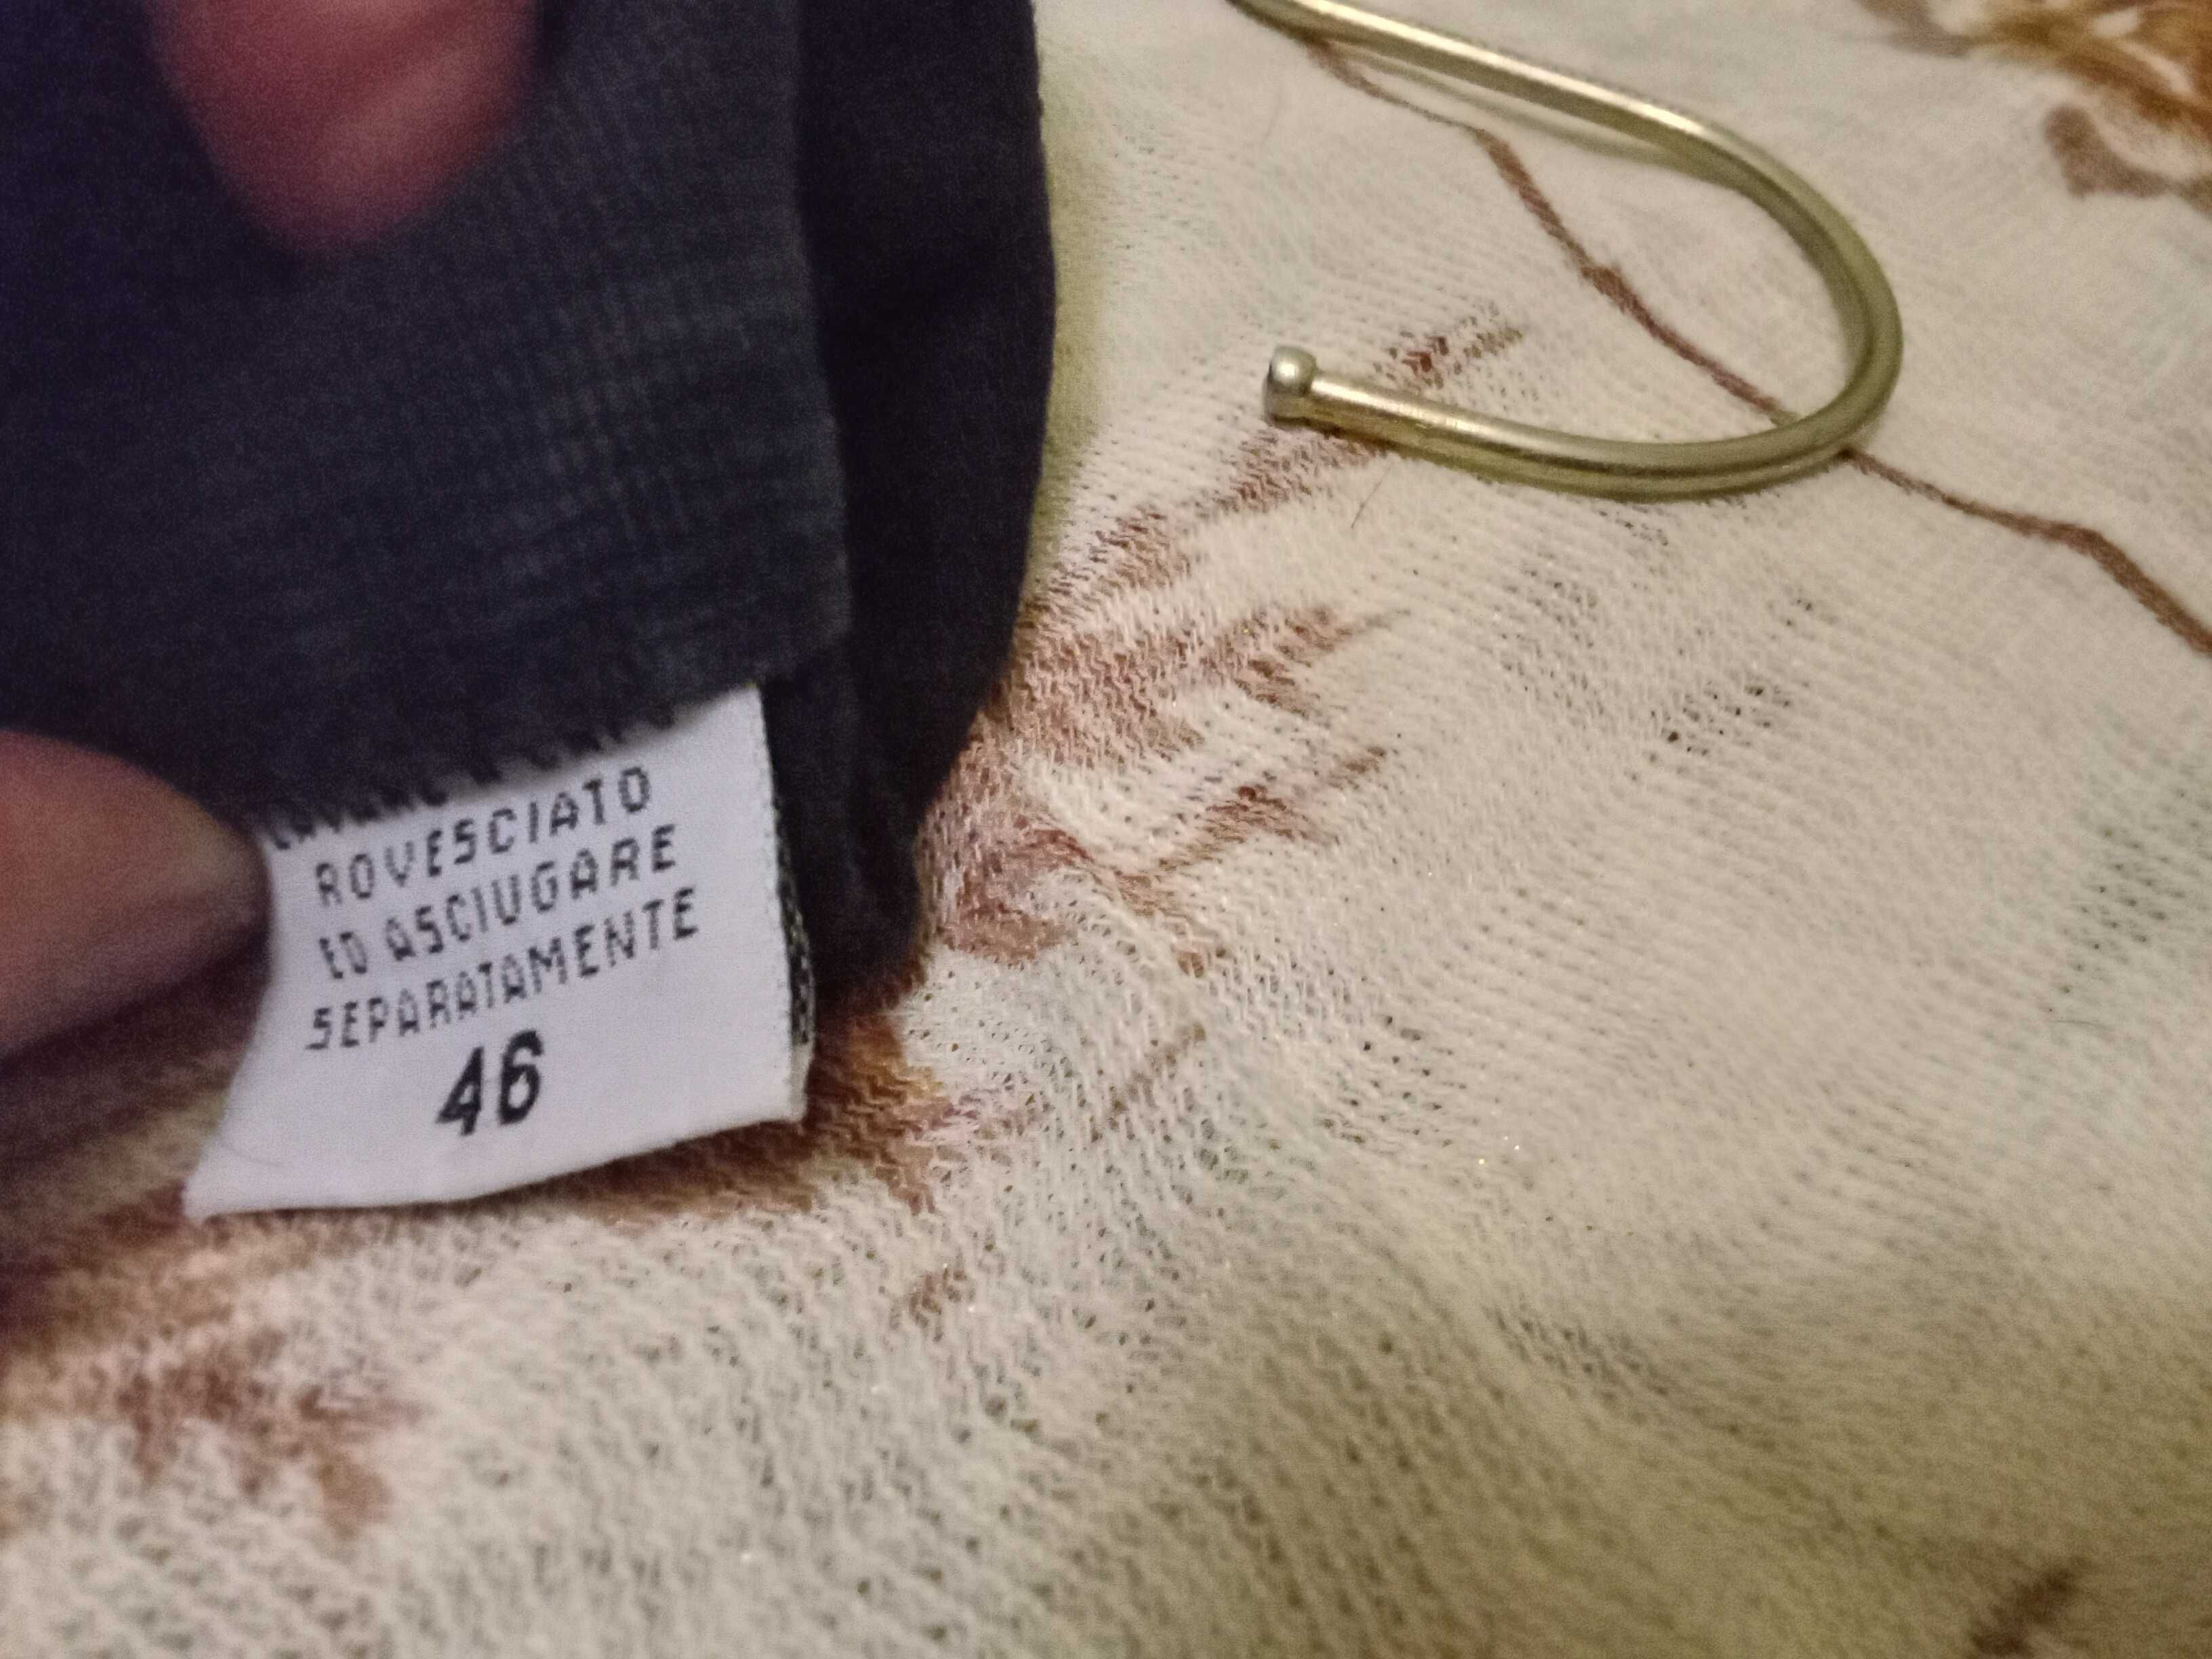 ROVESCIATO
ED ASCIUGARE
SEPARATAMENTE
46